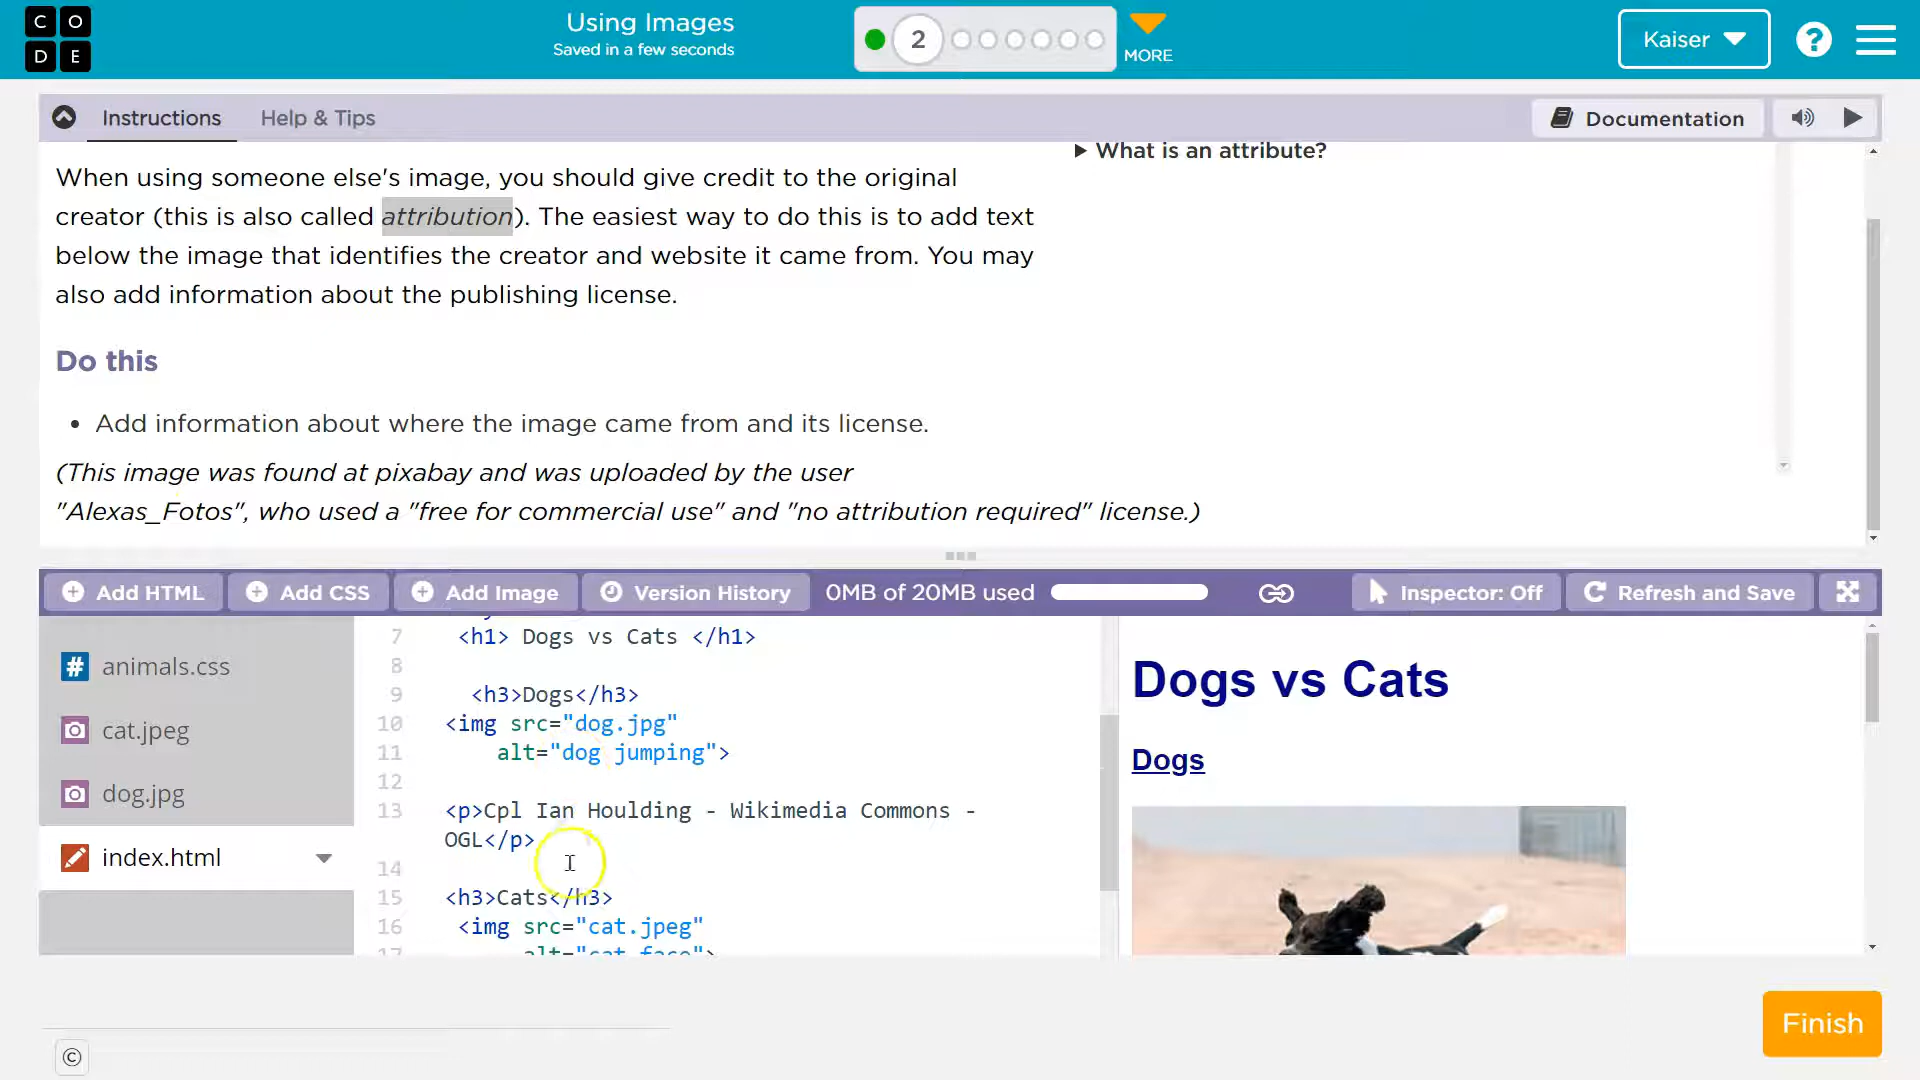 CO
DE
Using Images
Saved in a few seconds
2
MORE
Kaiser
?
Instructions
Help & Tips
Documentation
When using someone else's image, you should give credit to the original
creator (this is also called attribution). The easiest way to do this is to add text
below the image that identifies the creator and website it came from. You may
also add information about the publishing license.
What is an attribute?
Do this
• Add information about where the image came from and its license.
(This image was found at pixabay and was uploaded by the user
"Alexas_Fotos", who used a "free for commercial use" and "no attribution required" license.)
Add HTML
Add CSS
Add Image
Version History
0MB of 20MB used
Inspector: Off
Refresh and Save
# animals.css
cat.jpeg
dog.jpg
index.html
7 <h1> Dogs vs Cats </h1>
8
9 <h3>Dogs</h3>
10 <img src="dog.jpg"
11 alt="dog jumping">
12
13 <p>Cpl Ian Houlding - Wikimedia Commons -
OGL</p>
14
15 <h3>Cats</h3>
16 <img src="cat.jpeg"
17 alt="cat face">
Dogs vs Cats
Dogs
Finish
©